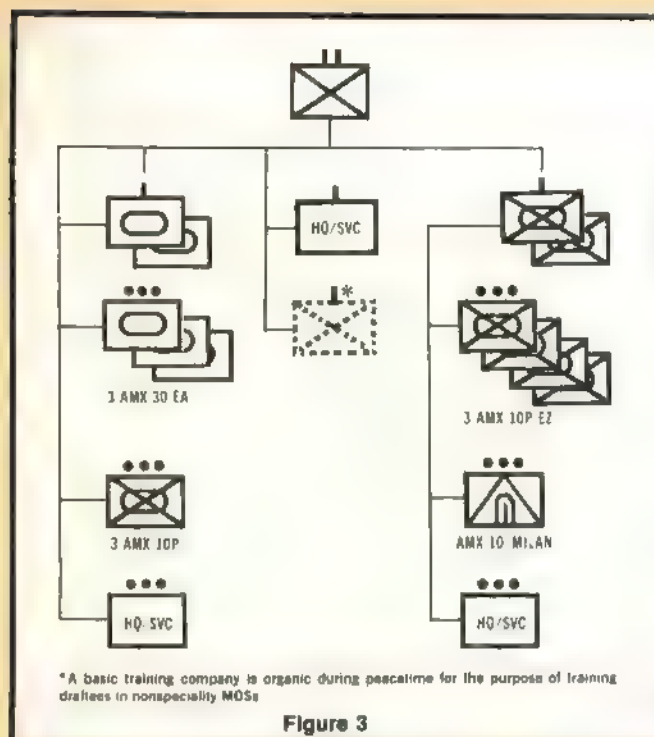 HQ/SVC
*
3 AMX 30 EA
3 AMX 10P EZ
3 AMX 10P
AMX 10 MILAN
HQ/SVC
HQ/SVC
*A basic training company is organic during peacetime for the purpose of training
draftees in nonspeciality MOSs
Figure 3